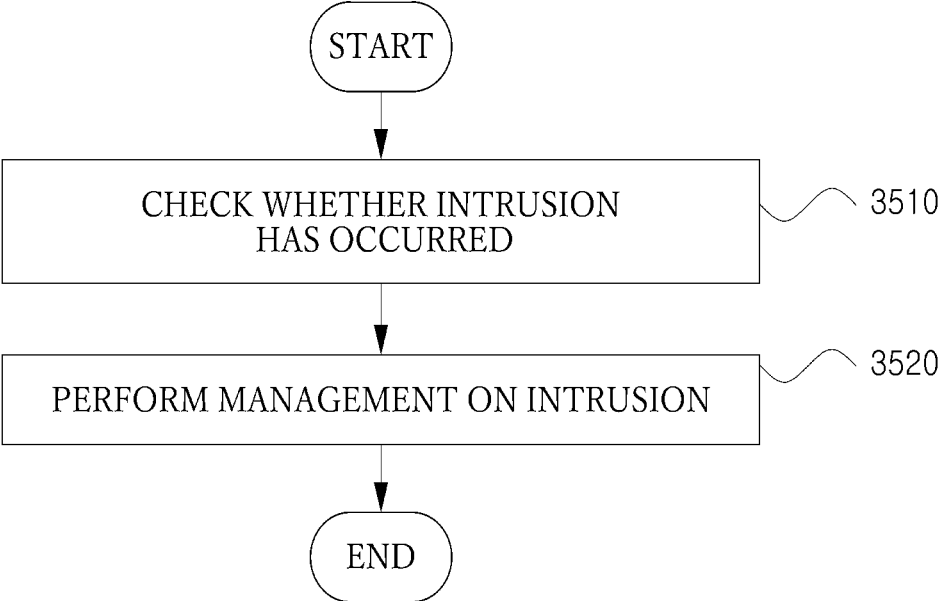 START
CHECK WHETHER INTRUSION
HAS OCCURRED
3510
PERFORM MANAGEMENT ON INTRUSION
3520
END